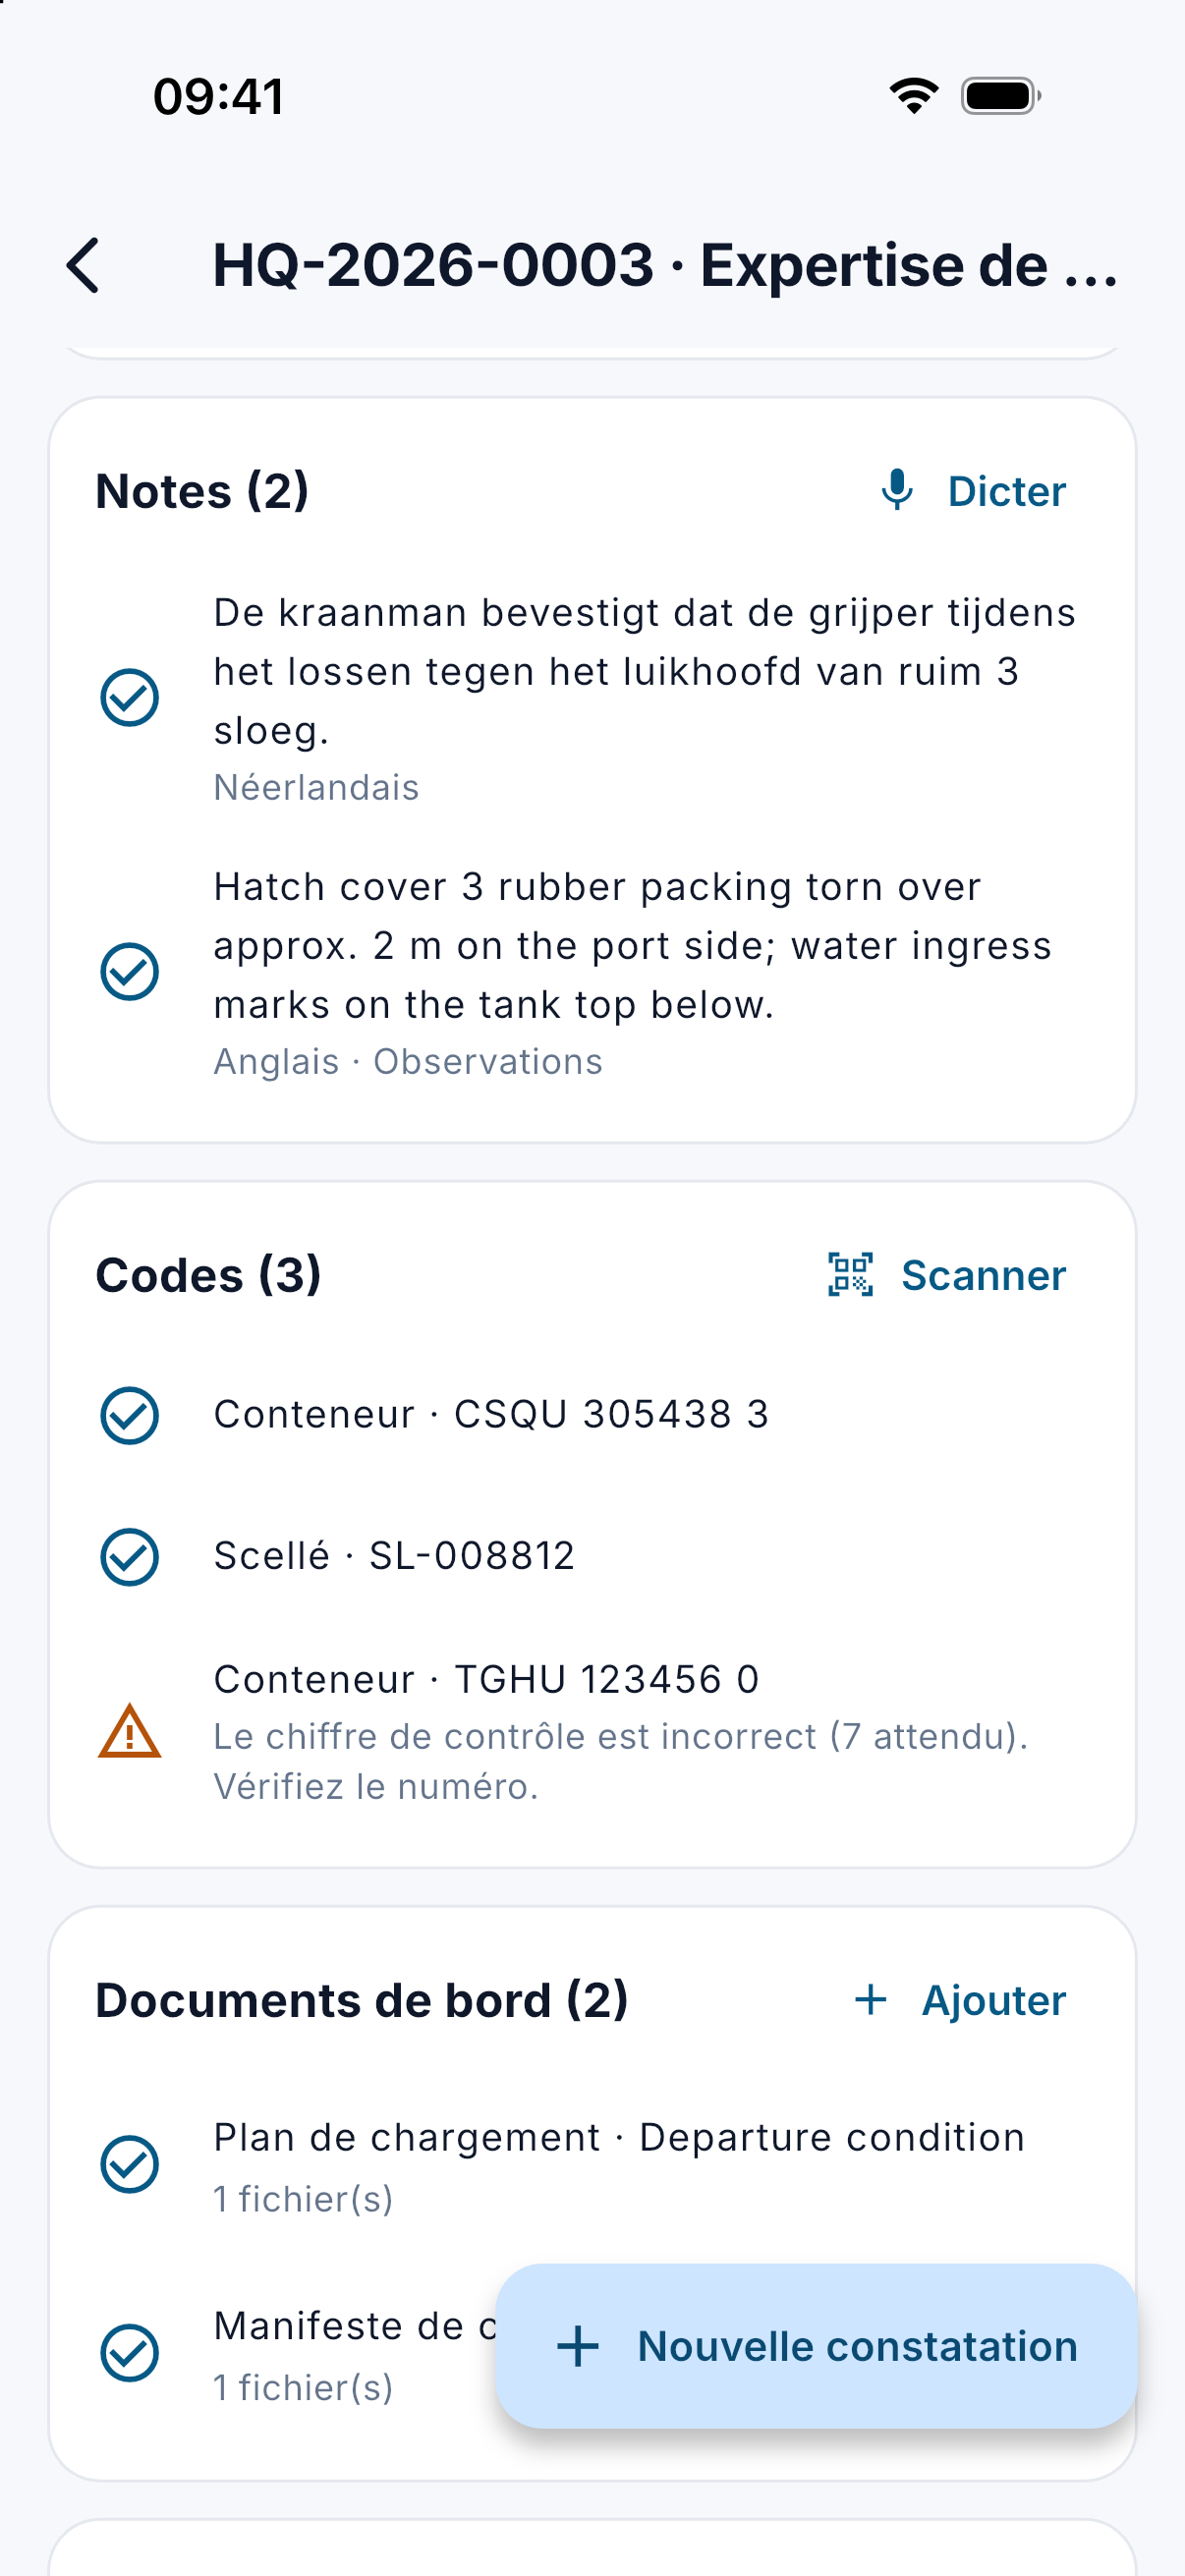 09:41
HQ-2026-0003 · Expertise de ...
Notes (2)
Dicter
De kraanman bevestigt dat de grijper tijdens
het lossen tegen het luikhoofd van ruim 3
sloeg.
Néerlandais
Hatch cover 3 rubber packing torn over
approx. 2 m on the port side; water ingress
marks on the tank top below.
Anglais · Observations
Codes (3)
Scanner
Conteneur · CSQU 305438 3
Scellé · SL-008812
Conteneur · TGHU 123456 0
Le chiffre de contrôle est incorrect (7 attendu).
Vérifiez le numéro.
Documents de bord (2)
Ajouter
Plan de chargement · Departure condition
1 fichier(s)
Manifeste de
Nouvelle constatation
1 fichier(s)